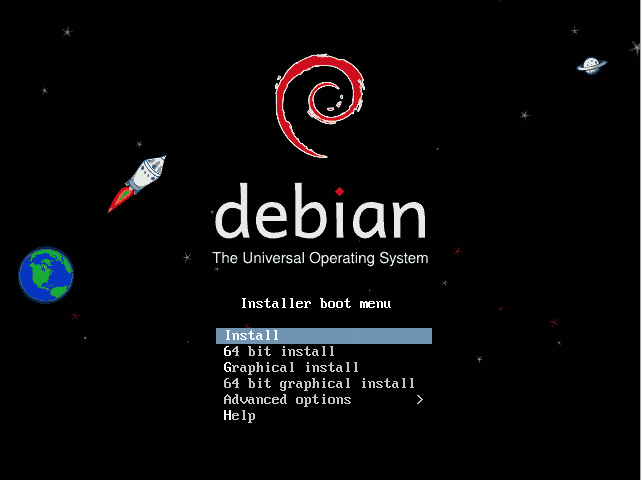 debian
The Universal Operating System
Installer boot menu
Install
64 bit install
Graphical install
64 bit graphical install
Advanced options >
Help